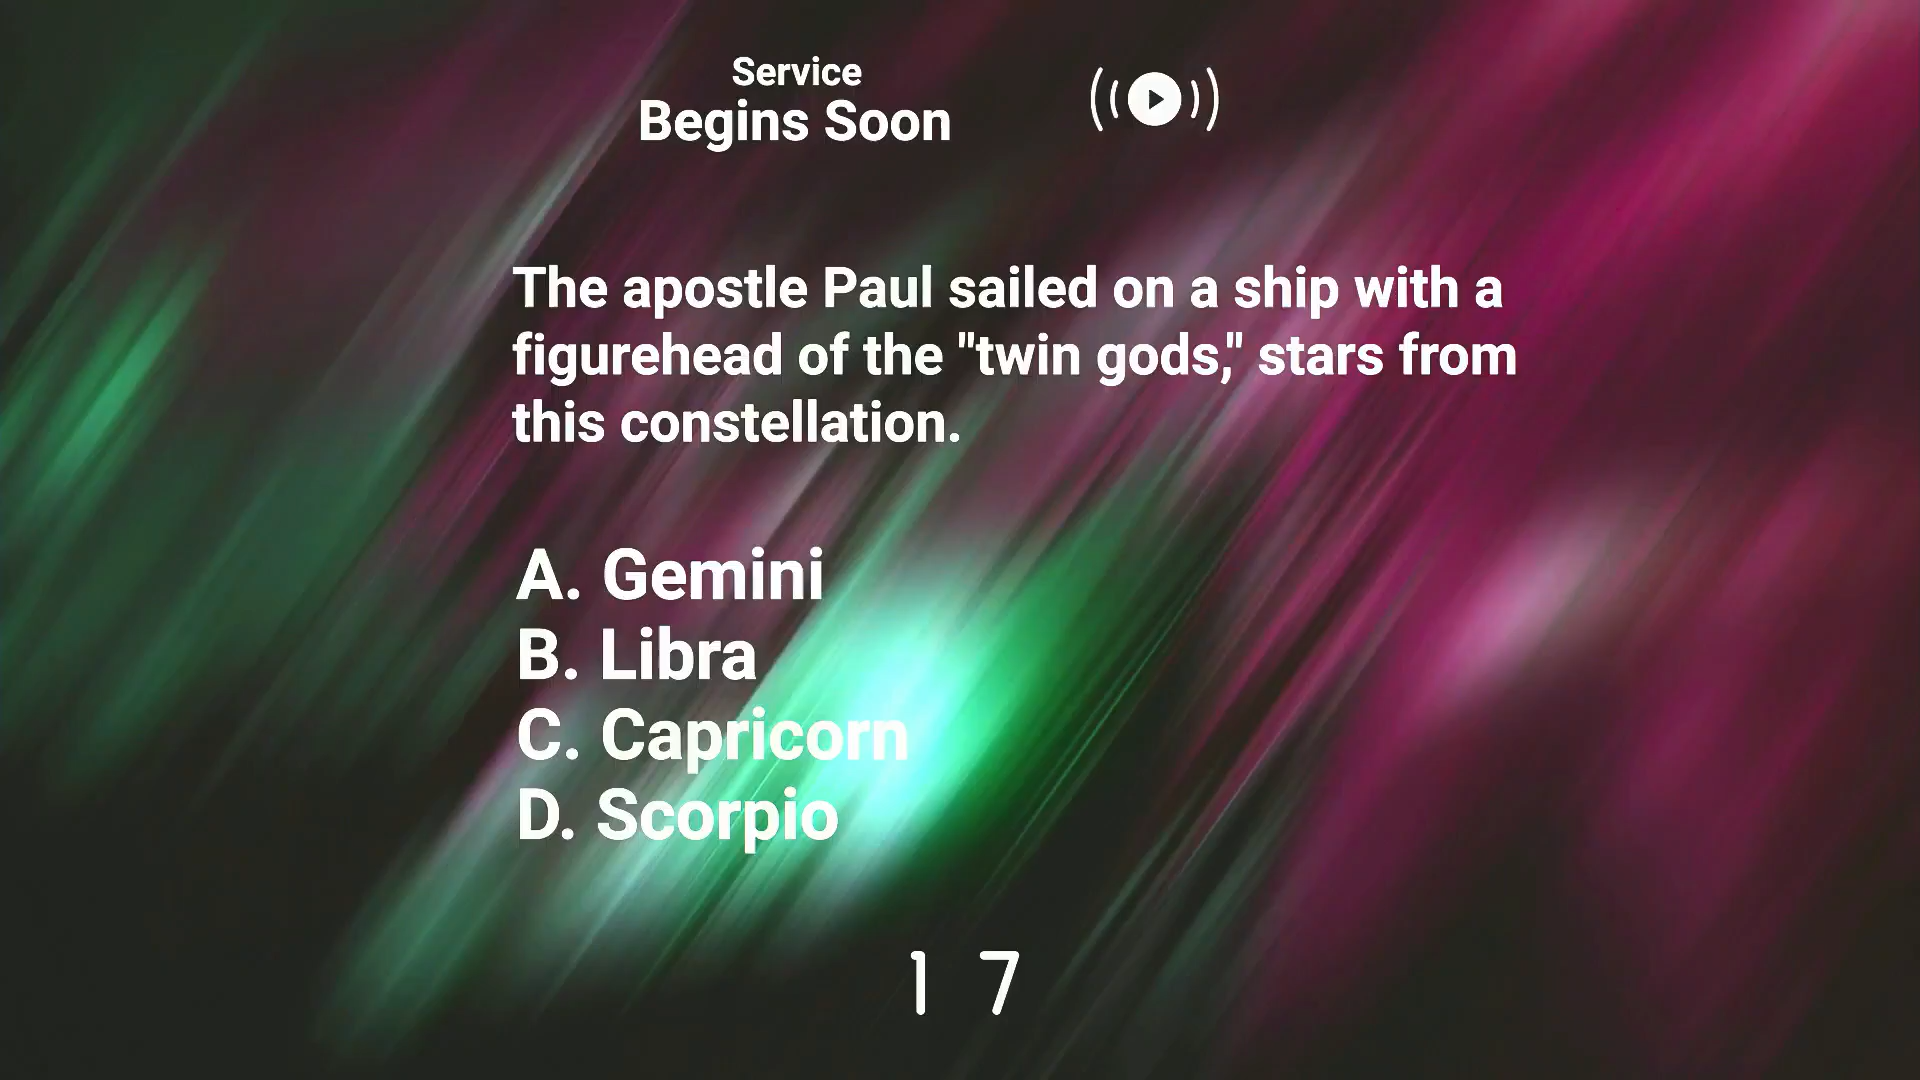 Service
Begins Soon
The apostle Paul sailed on a ship with a
figurehead of the "twin gods," stars from
this constellation.
A. Gemini
B. Libra
C. Capricorn
D. Scorpio
1 7